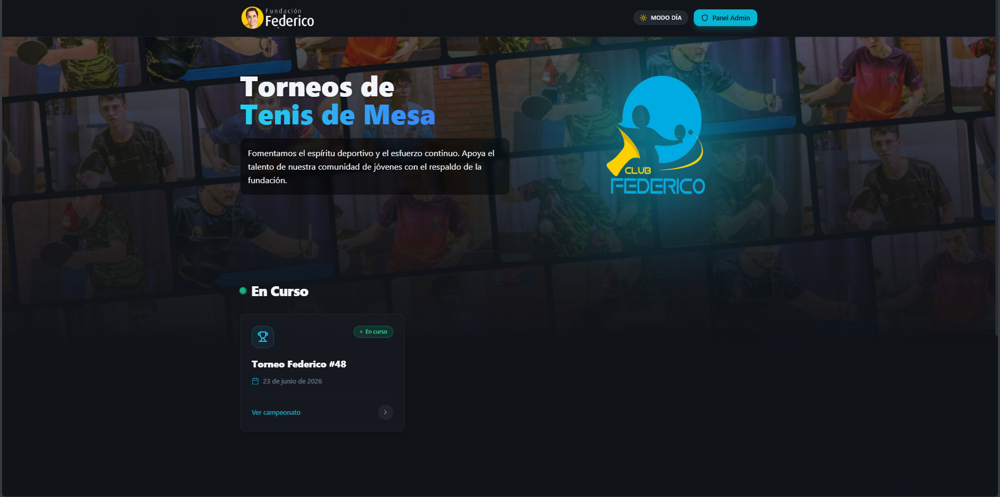 Fundación
Federico
MODO DÍA
Panel Admin
Torneos de
Tenis de Mesa
Fomentamos el espíritu deportivo y el esfuerzo continuo. Apoya el
talento de nuestra comunidad de jóvenes con el respaldo de la
fundación.
CLUB
FEDERICO
En Curso
En curso
Torneo Federico #48
23 de junio de 2026
Ver campeonato